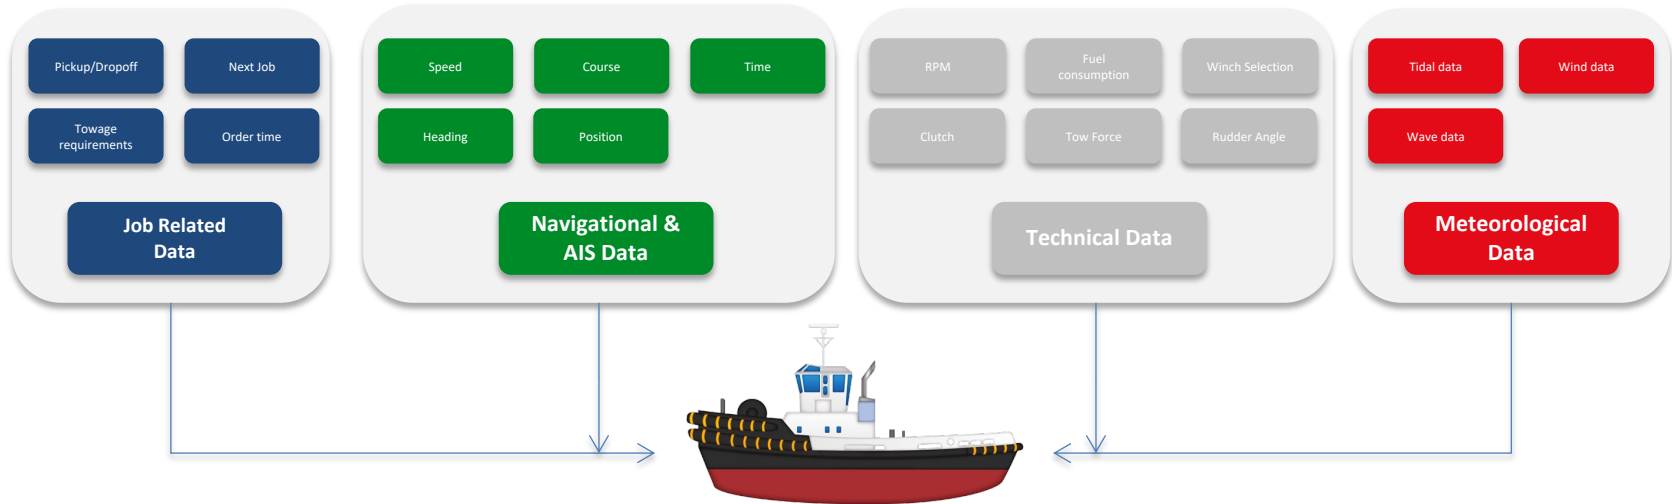 Pickup/Dropoff
Next Job
Towage
requirements
Order time
Job Related
Data
Speed
Course
Time
Heading
Position
Navigational &
AIS Data
RPM
Fuel
consumption
Winch Selection
Clutch
Tow Force
Rudder Angle
Technical Data
Tidal data
Wind data
Wave data
Meteorological
Data